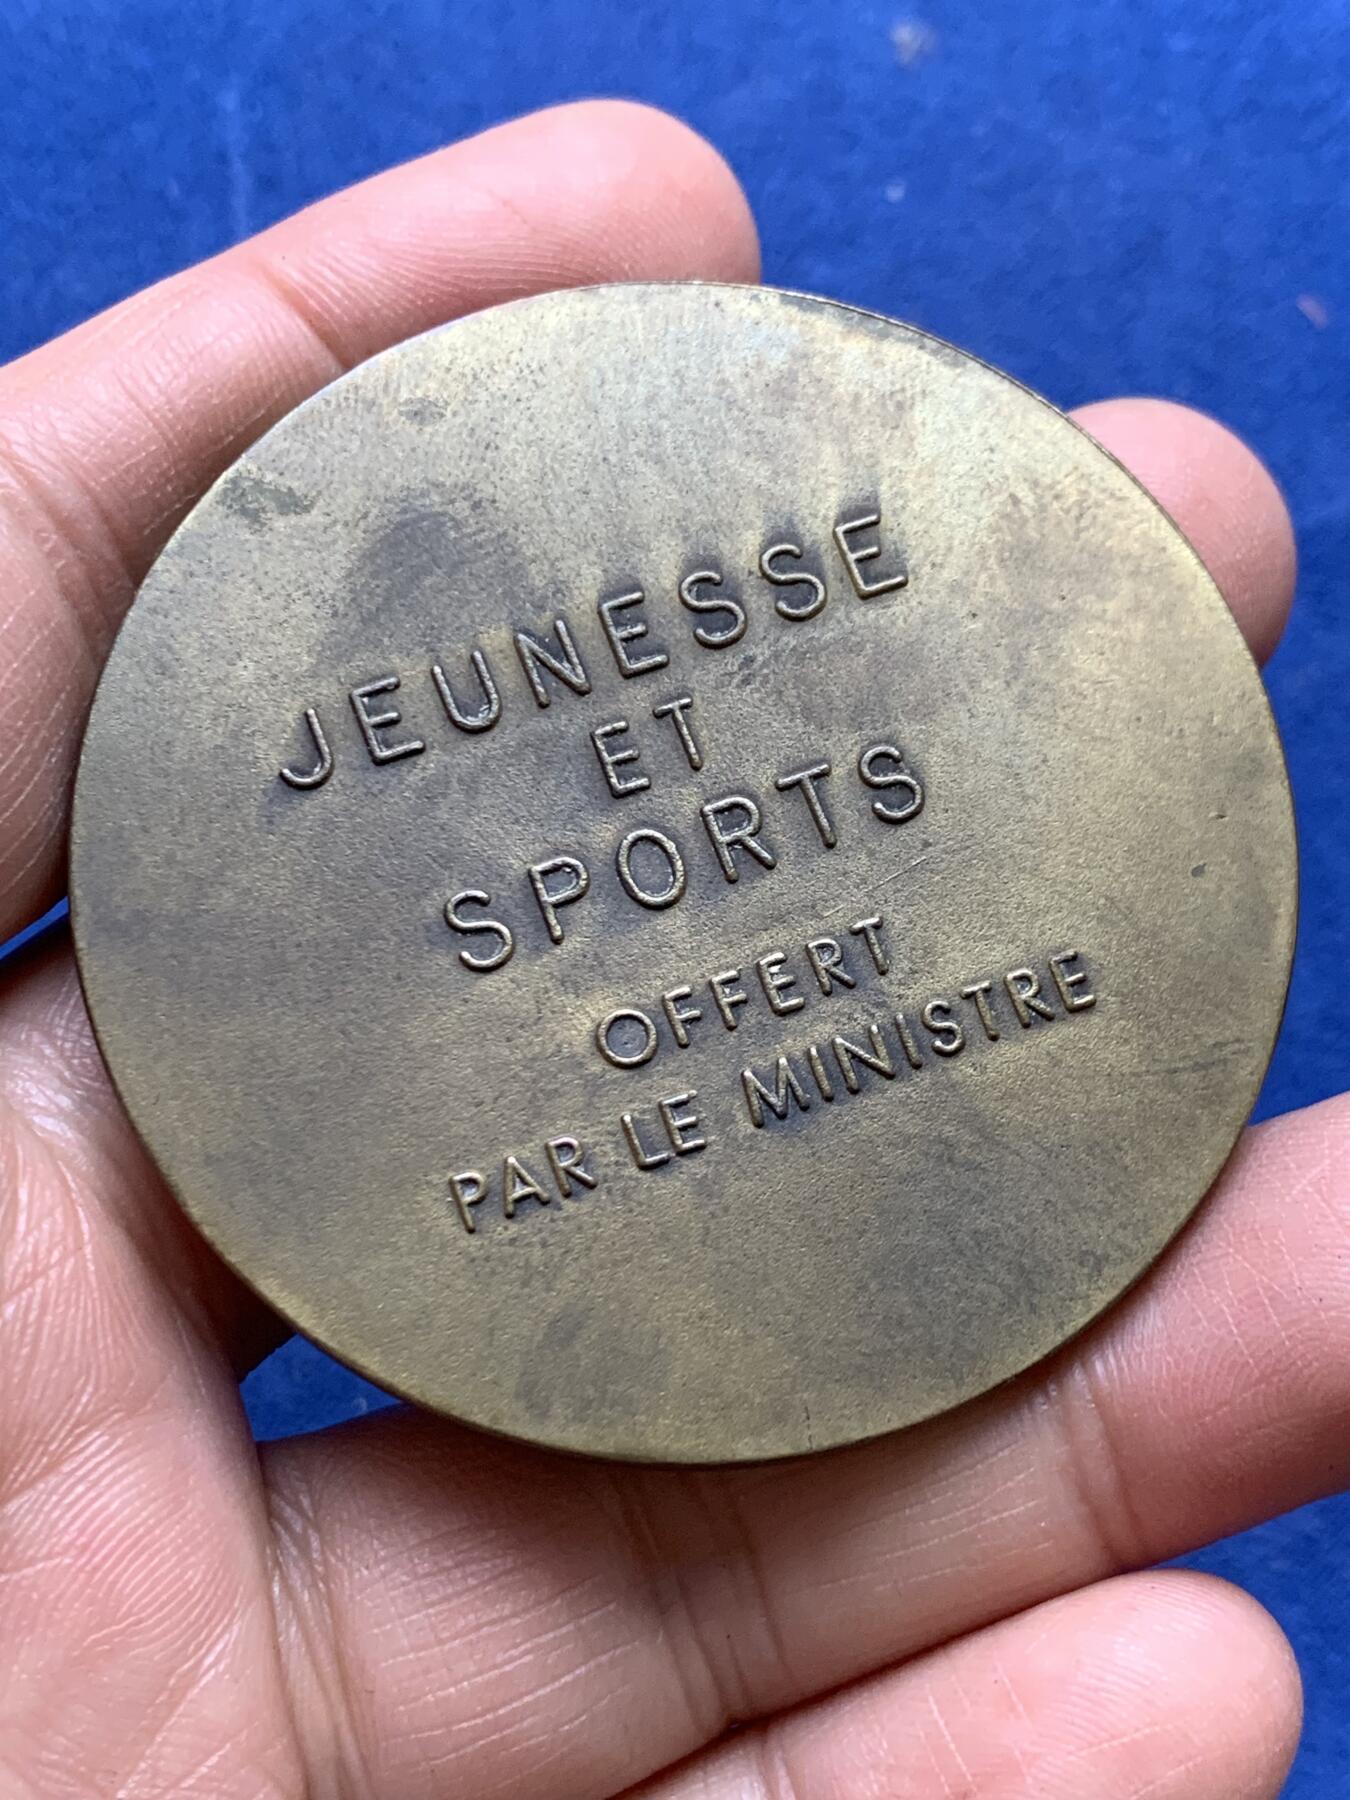 JEUNESSE
ET
SPORTS
OFFERT
PAR LE MINISTRE